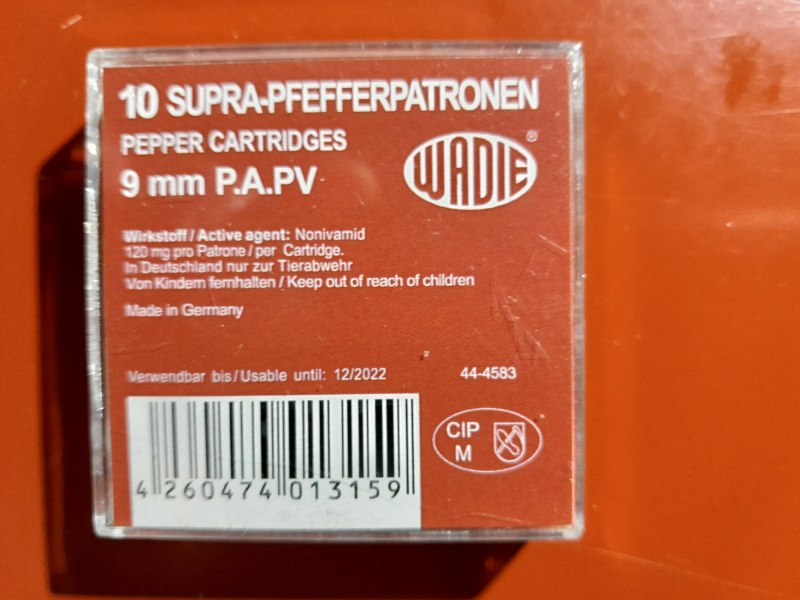 10 SUPRA-PFEFFERPATRONEN
PEPPER CARTRIDGES
9 mm P.A.PV
WADIE®
Wirkstoff / Active agent: Nonivamid
120 mg pro Patrone / per Cartridge.
In Deutschland nur zur Tierabwehr
Von Kindern fernhalten / Keep out of reach of children
Made in Germany
Verwendbar bis / Usable until: 12/2022
44-4583
CIP
M
4 260474 013159